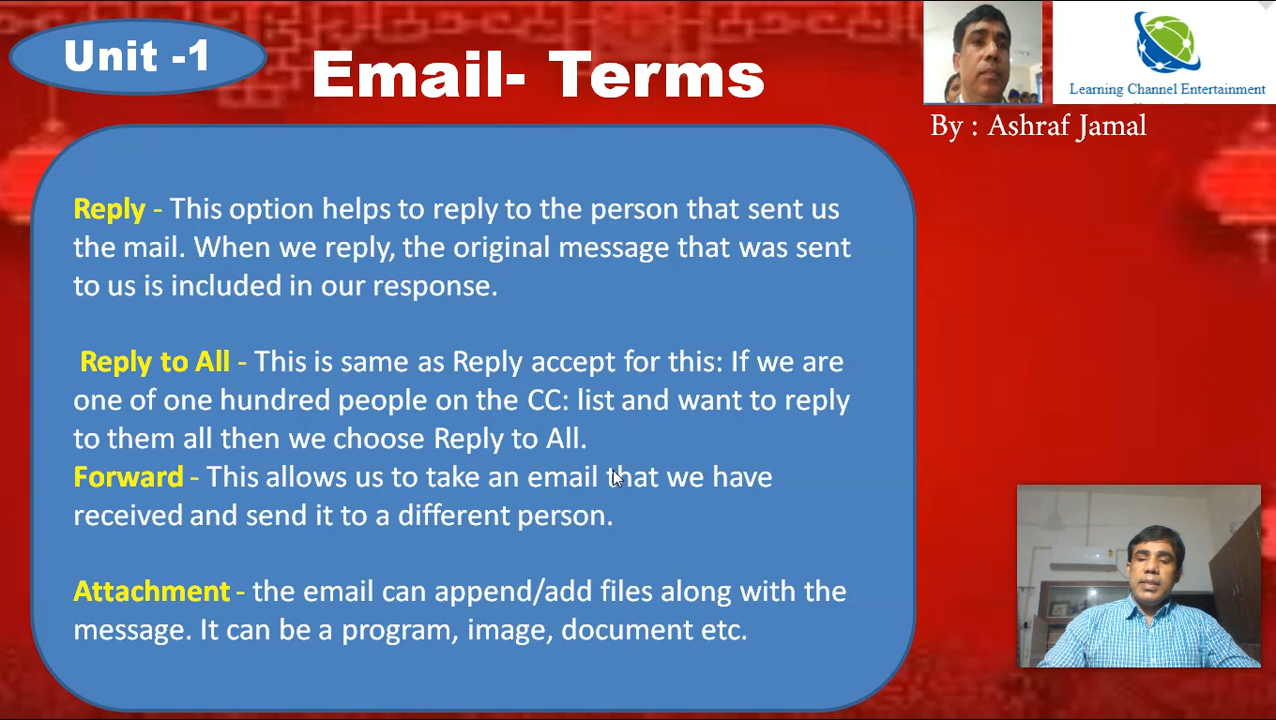 Unit -1
Email- Terms
Learning Channel Entertainment
By : Ashraf Jamal
Reply - This option helps to reply to the person that sent us
the mail. When we reply, the original message that was sent
to us is included in our response.
Reply to All - This is same as Reply accept for this: If we are
one of one hundred people on the CC: list and want to reply
to them all then we choose Reply to All.
Forward - This allows us to take an email that we have
received and send it to a different person.
Attachment - the email can append/add files along with the
message. It can be a program, image, document etc.